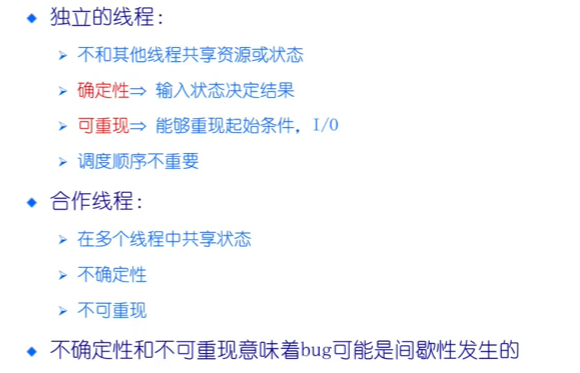 独立的线程：
不和其他线程共享资源或状态
确定性⇒ 输入状态决定结果
可重现⇒ 能够重现起始条件，I/0
调度顺序不重要
合作线程：
在多个线程中共享状态
不确定性
不可重现
不确定性和不可重现意味着bug可能是间歇性发生的